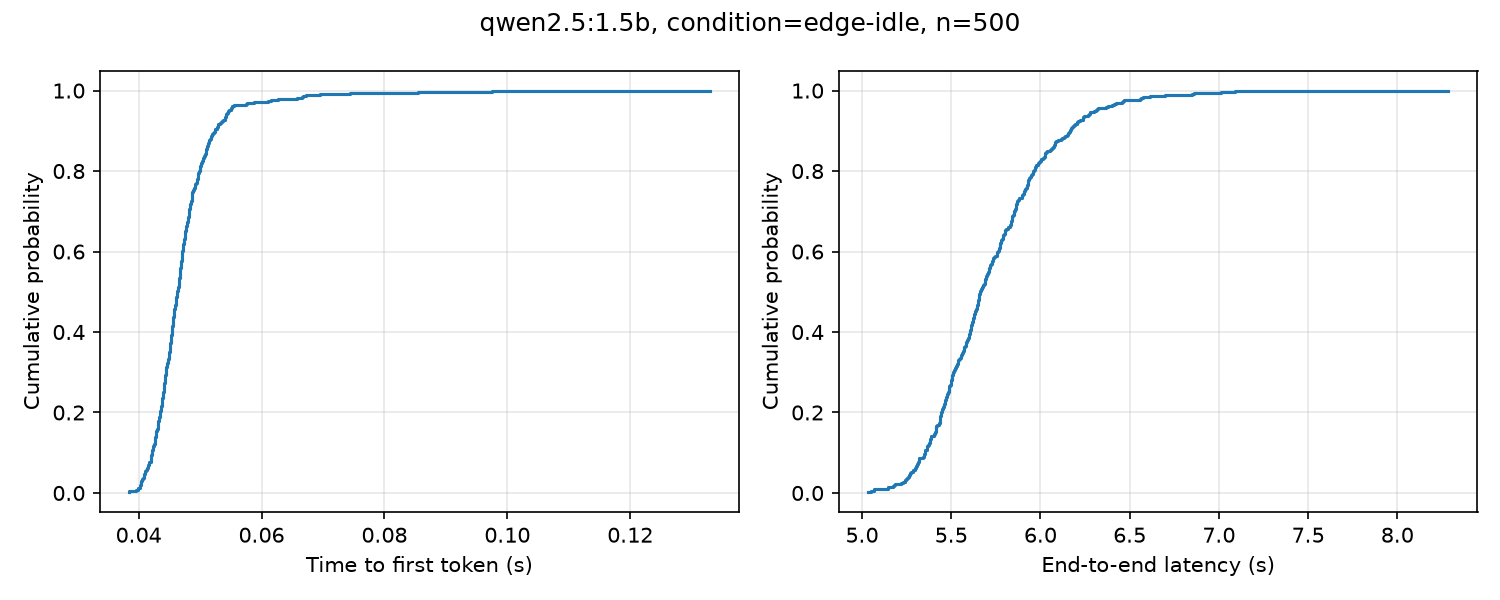 qwen2.5:1.5b, condition=edge-idle, n=500
Cumulative probability
1.0
0.8
0.6
0.4
0.2
0.0
0.04 0.06 0.08 0.10 0.12
Time to first token (s)
Cumulative probability
1.0
0.8
0.6
0.4
0.2
0.0
5.0 5.5 6.0 6.5 7.0 7.5 8.0
End-to-end latency (s)